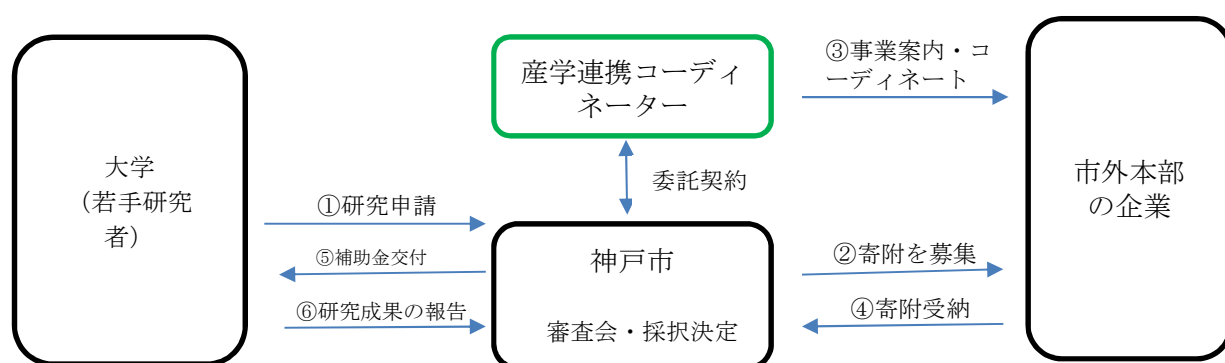 大学
（若手研究
者）
①研究申請
⑤補助金交付
⑥研究成果の報告
産学連携コーディ
ネーター
委託契約
神戸市
審査会・採択決定
③事業案内・コ
ーディネート
②寄附を募集
④寄附受納
市外本部
の企業